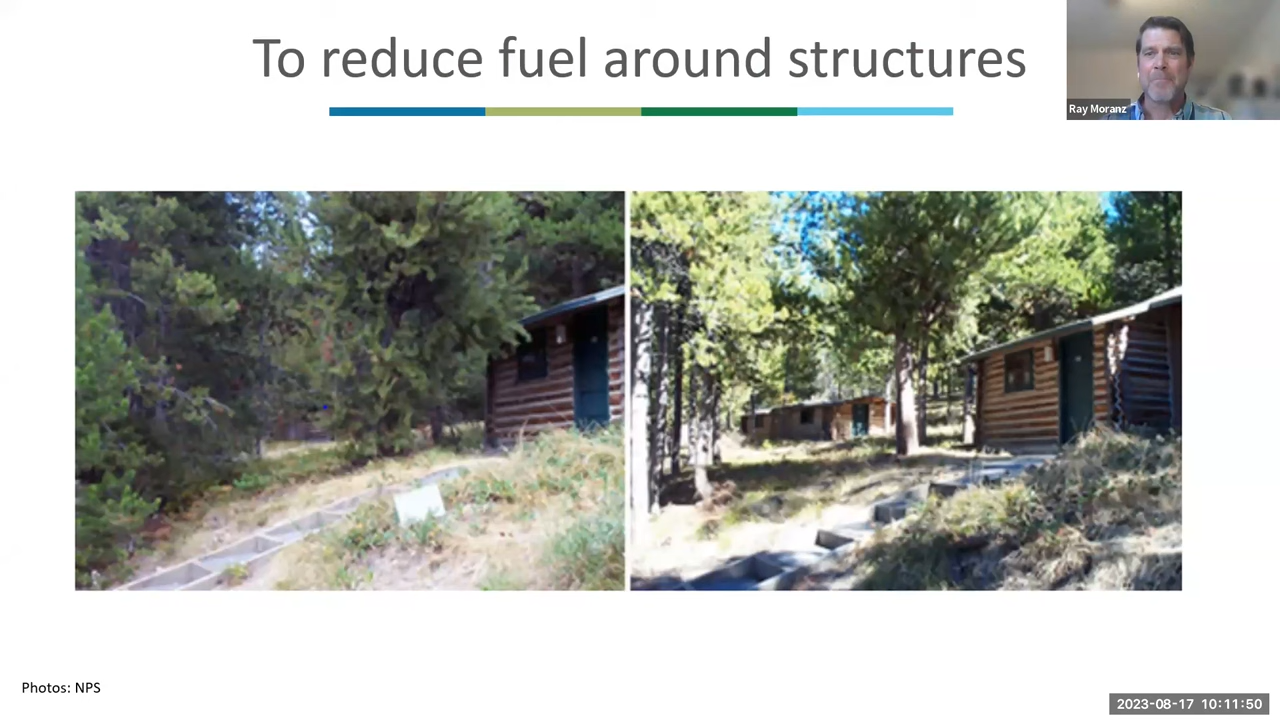 To reduce fuel around structures
Ray Moranz
Photos: NPS
2023-08-17 10:11:50